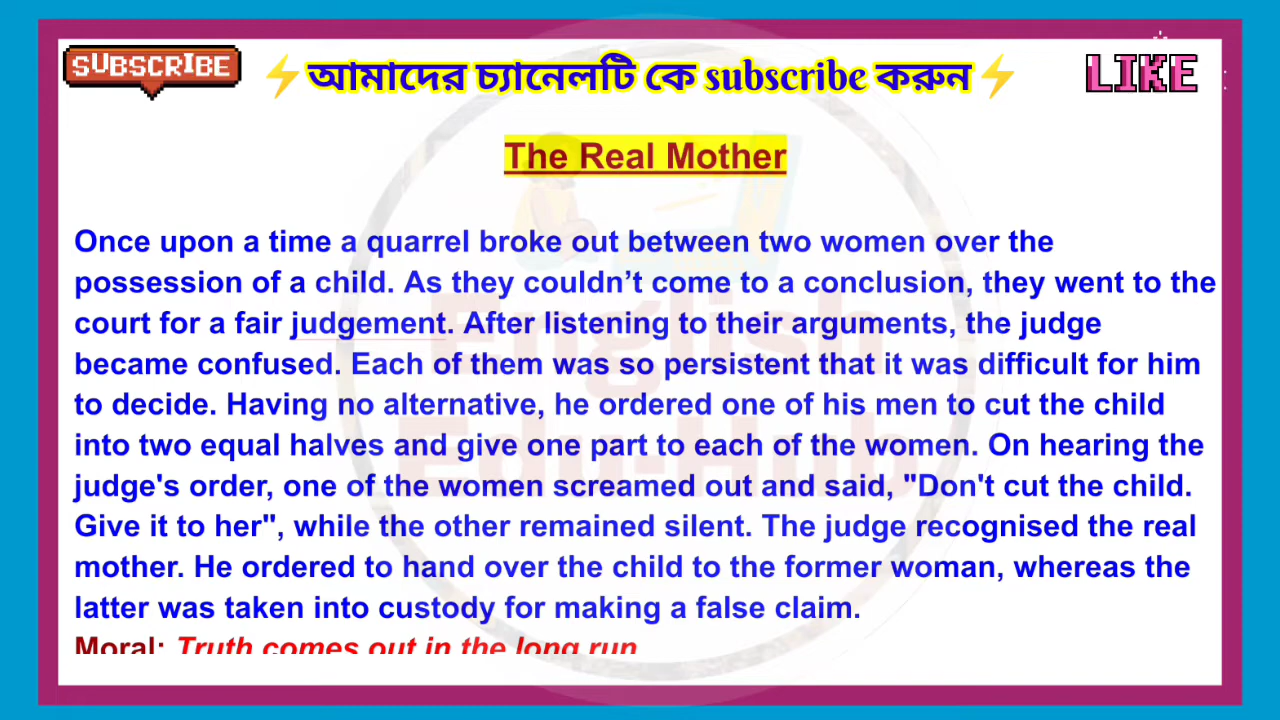 SUBSCRIBE
⚡আমাদের চ্যানেলটি কে subscribe করুন⚡
LIKE
The Real Mother
Once upon a time a quarrel broke out between two women over the
possession of a child. As they couldn’t come to a conclusion, they went to the
court for a fair judgement. After listening to their arguments, the judge
became confused. Each of them was so persistent that it was difficult for him
to decide. Having no alternative, he ordered one of his men to cut the child
into two equal halves and give one part to each of the women. On hearing the
judge's order, one of the women screamed out and said, "Don't cut the child.
Give it to her", while the other remained silent. The judge recognised the real
mother. He ordered to hand over the child to the former woman, whereas the
latter was taken into custody for making a false claim.
Moral: Truth comes out in the long run
English
Edu-Hub